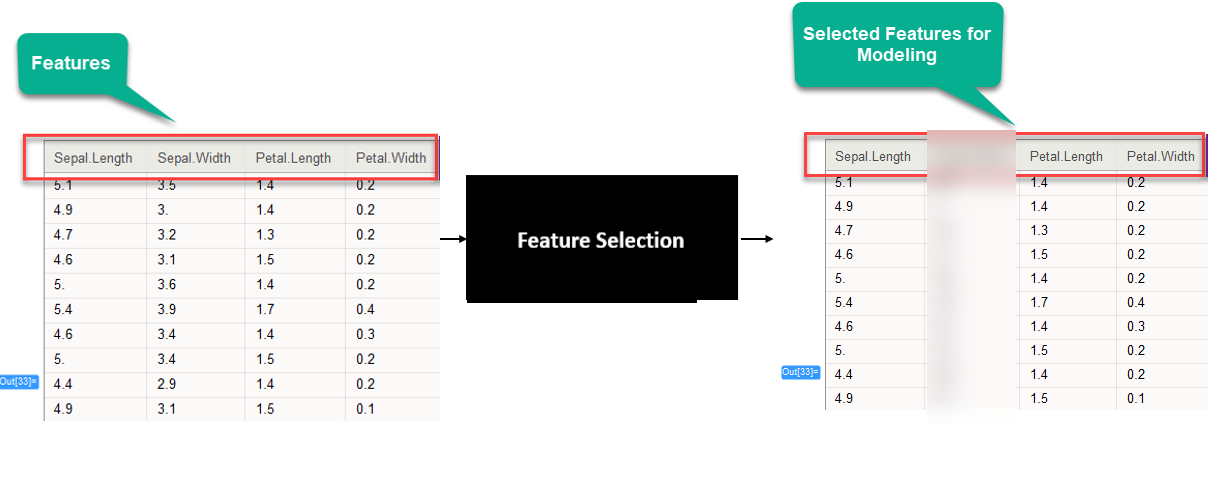 Features
Selected Features for
Modeling
Sepal.Length Sepal.Width Petal.Length Petal.Width
5.1 3.5 1.4 0.2
4.9 3. 1.4 0.2
4.7 3.2 1.3 0.2
4.6 3.1 1.5 0.2
5. 3.6 1.4 0.2
5.4 3.9 1.7 0.4
4.6 3.4 1.4 0.3
5. 3.4 1.5 0.2
Out[33]= 4.4 2.9 1.4 0.2
4.9 3.1 1.5 0.1
Feature Selection
Sepal.Length Petal.Length Petal.Width
5.1 1.4 0.2
4.9 1.4 0.2
4.7 1.3 0.2
4.6 1.5 0.2
5. 1.4 0.2
5.4 1.7 0.4
4.6 1.4 0.3
5. 1.5 0.2
Out[33]= 4.4 1.4 0.2
4.9 1.5 0.1